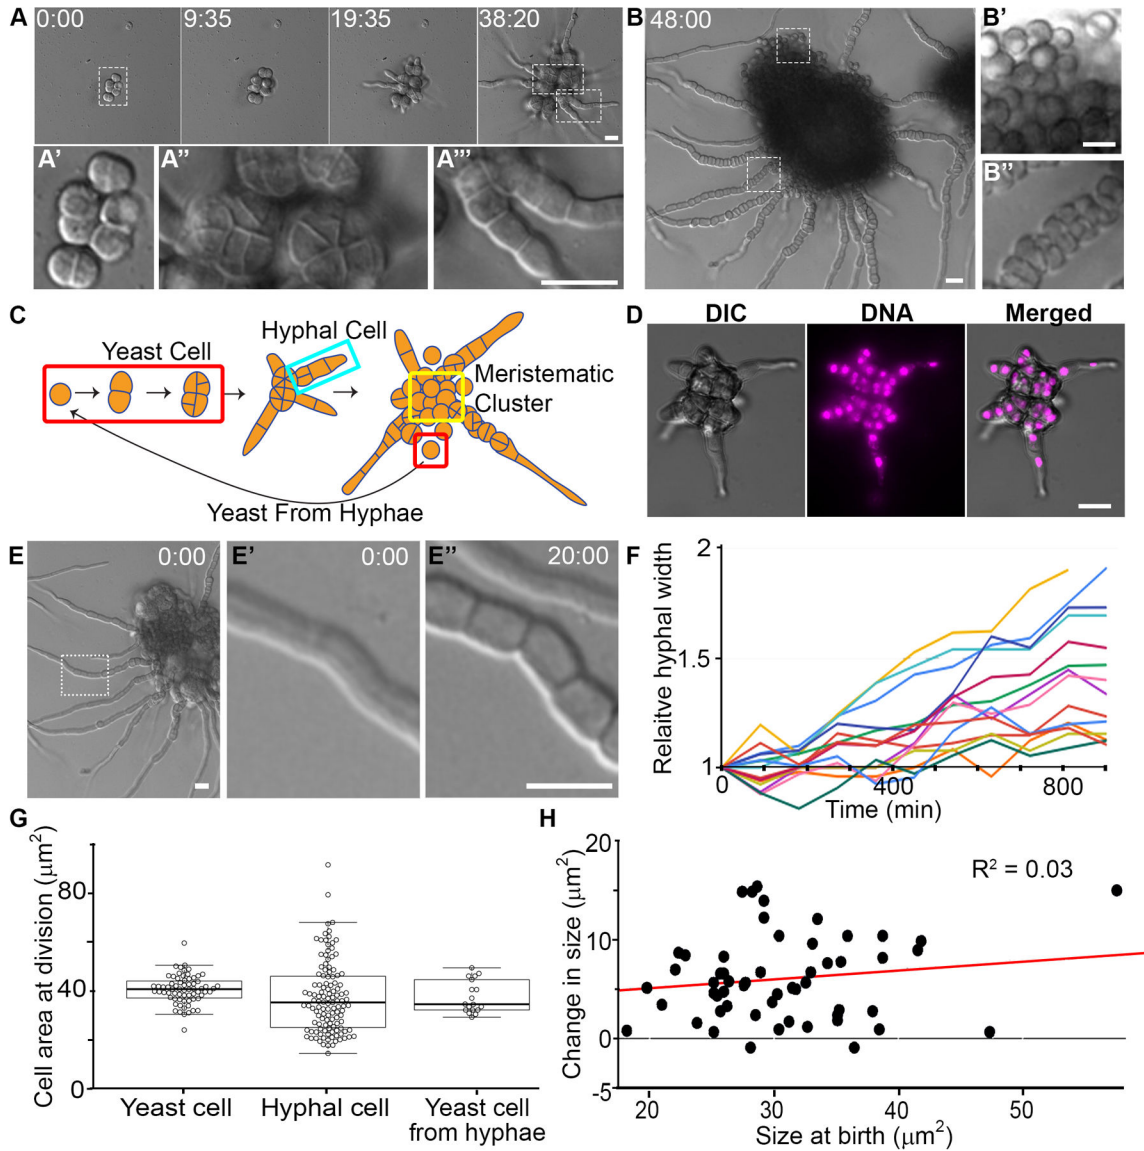 A 0:00 9:35 19:35 38:20
A' A" A'''
B 48:00 B'
B"
C
Yeast Cell
Hyphal Cell
Meristematic
Cluster
Yeast From Hyphae
D DIC DNA Merged
E 0:00 E' 0:00 E" 20:00
F
Relaitve hyphal width
2
1.5
1
0 400 800
Time (min)
G
Cell area at division (μm²)
80
40
0
Yeast cell Hyphal cell Yeast cell
from hyphae
H
Change in size (μm²)
20
10
0
-5
R² = 0.03
20 30 40 50
Size at birth (μm²)